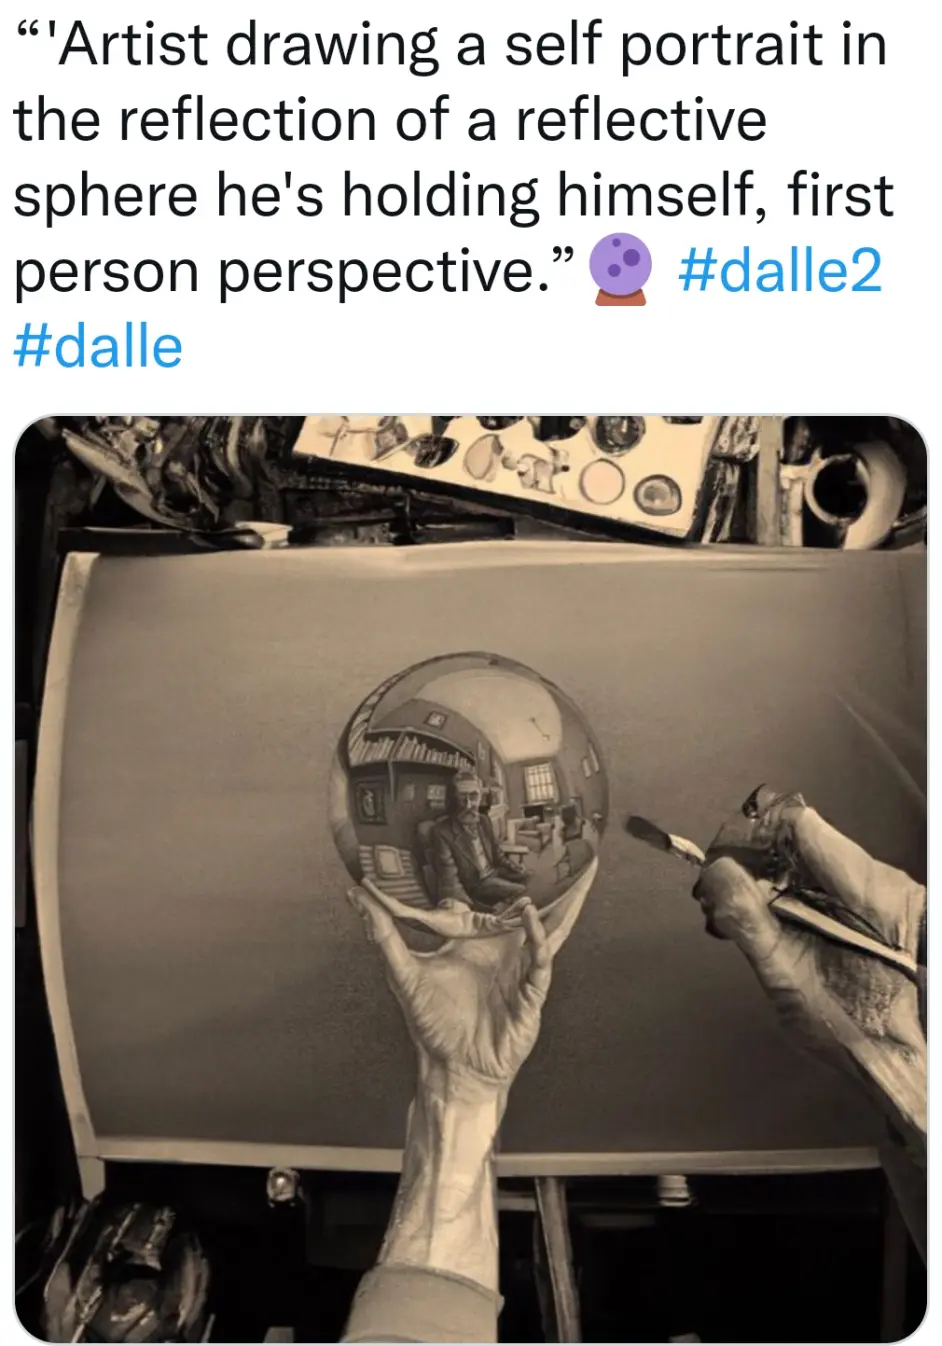 “'Artist drawing a self portrait in
the reflection of a reflective
sphere he's holding himself, first
person perspective.” 🔮 #dalle2
#dalle